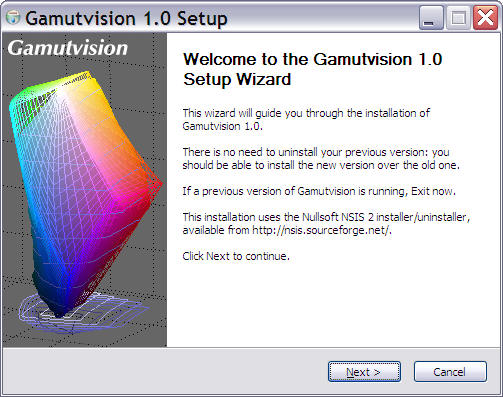 Gamutvision 1.0 Setup
Gamutvision
Welcome to the Gamutvision 1.0
Setup Wizard
This wizard will guide you through the installation of
Gamutvision 1.0.
There is no need to uninstall your previous version: you
should be able to install the new version over the old one.
If a previous version of Gamutvision is running, Exit now.
This installation uses the Nullsoft NSIS 2 installer/uninstaller,
available from http://nsis.sourceforge.net/.
Click Next to continue.
Next >
Cancel